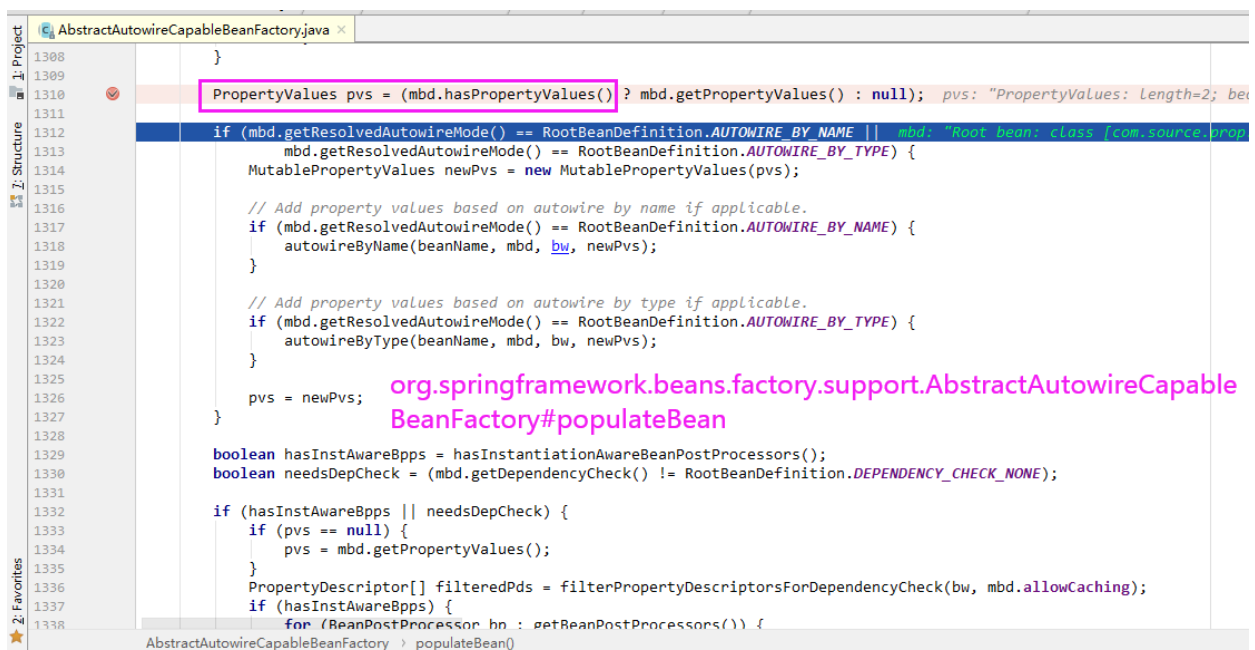 AbstractAutowireCapableBeanFactory.java ×
1: Project
7: Structure
2: Favorites
1308 }
1309
1310 PropertyValues pvs = (mbd.hasPropertyValues() ? mbd.getPropertyValues() : null); pvs: "PropertyValues: length=2; bea
1311
1312 if (mbd.getResolvedAutowireMode() == RootBeanDefinition.AUTOWIRE_BY_NAME || mbd: "Root bean: class [com.source.prop
1313 mbd.getResolvedAutowireMode() == RootBeanDefinition.AUTOWIRE_BY_TYPE) {
1314 MutablePropertyValues newPvs = new MutablePropertyValues(pvs);
1315
1316 // Add property values based on autowire by name if applicable.
1317 if (mbd.getResolvedAutowireMode() == RootBeanDefinition.AUTOWIRE_BY_NAME) {
1318 autowireByName(beanName, mbd, bw, newPvs);
1319 }
1320
1321 // Add property values based on autowire by type if applicable.
1322 if (mbd.getResolvedAutowireMode() == RootBeanDefinition.AUTOWIRE_BY_TYPE) {
1323 autowireByType(beanName, mbd, bw, newPvs);
1324 }
1325
1326 pvs = newPvs;
1327 }
org.springframework.beans.factory.support.AbstractAutowireCapable
BeanFactory#populateBean
1328
1329 boolean hasInstAwareBpps = hasInstantiationAwareBeanPostProcessors();
1330 boolean needsDepCheck = (mbd.getDependencyCheck() != RootBeanDefinition.DEPENDENCY_CHECK_NONE);
1331
1332 if (hasInstAwareBpps || needsDepCheck) {
1333 if (pvs == null) {
1334 pvs = mbd.getPropertyValues();
1335 }
1336 PropertyDescriptor[] filteredPds = filterPropertyDescriptorsForDependencyCheck(bw, mbd.allowCaching);
1337 if (hasInstAwareBpps) {
1338 for (BeanPostProcessor bp : getBeanPostProcessors()) {
AbstractAutowireCapableBeanFactory › populateBean()